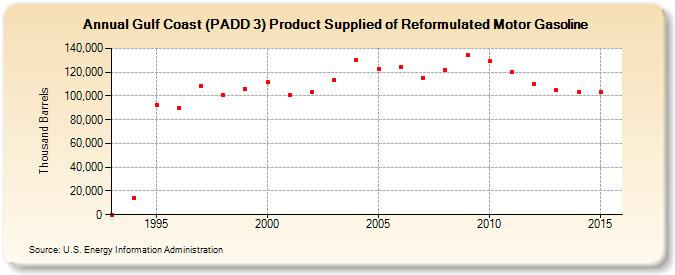 Annual Gulf Coast (PADD 3) Product Supplied of Reformulated Motor Gasoline
Thousand Barrels
140,000
120,000
100,000
80,000
60,000
40,000
20,000
0
1995 2000 2005 2010 2015
Source: U.S. Energy Information Administration